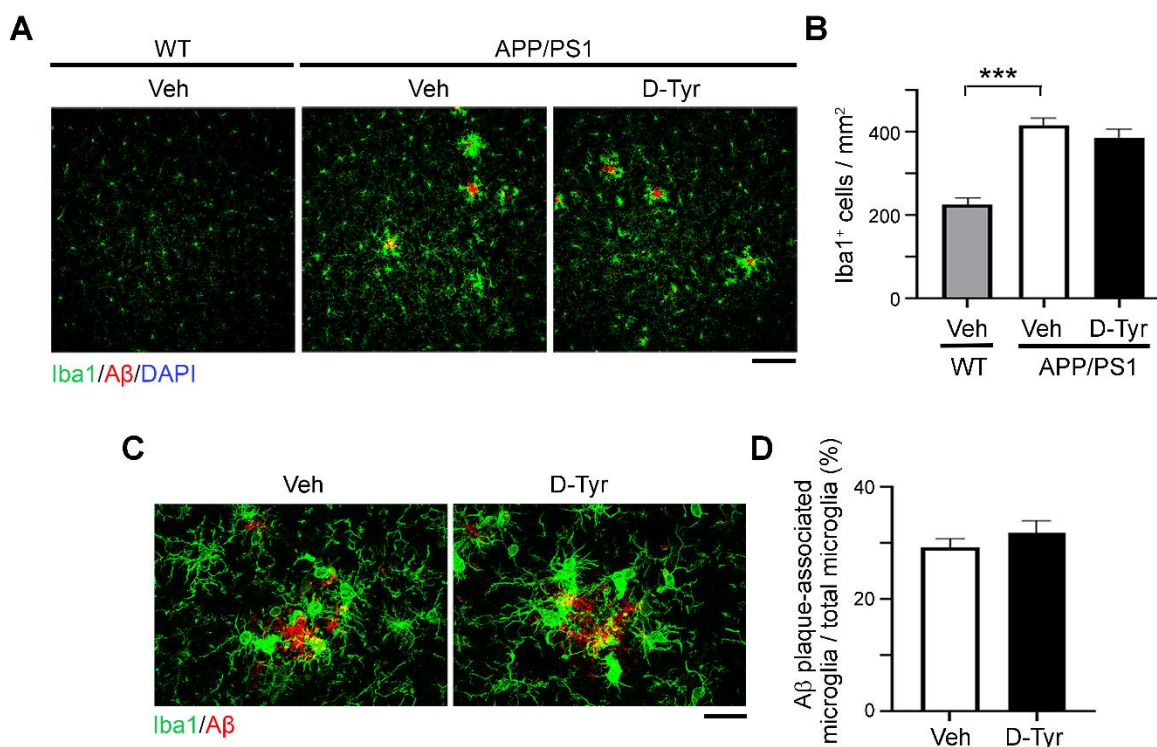 A
WT
APP/PS1
Veh
Veh
D-Tyr
Iba1/Aβ/DAPI
B
***
Iba1⁺ cells / mm²
400
200
0
Veh
Veh
D-Tyr
WT
APP/PS1
C
Veh
D-Tyr
Iba1/Aβ
D
Aβ plaque-associated
microglia / total microglia (%)
40
20
0
Veh
D-Tyr